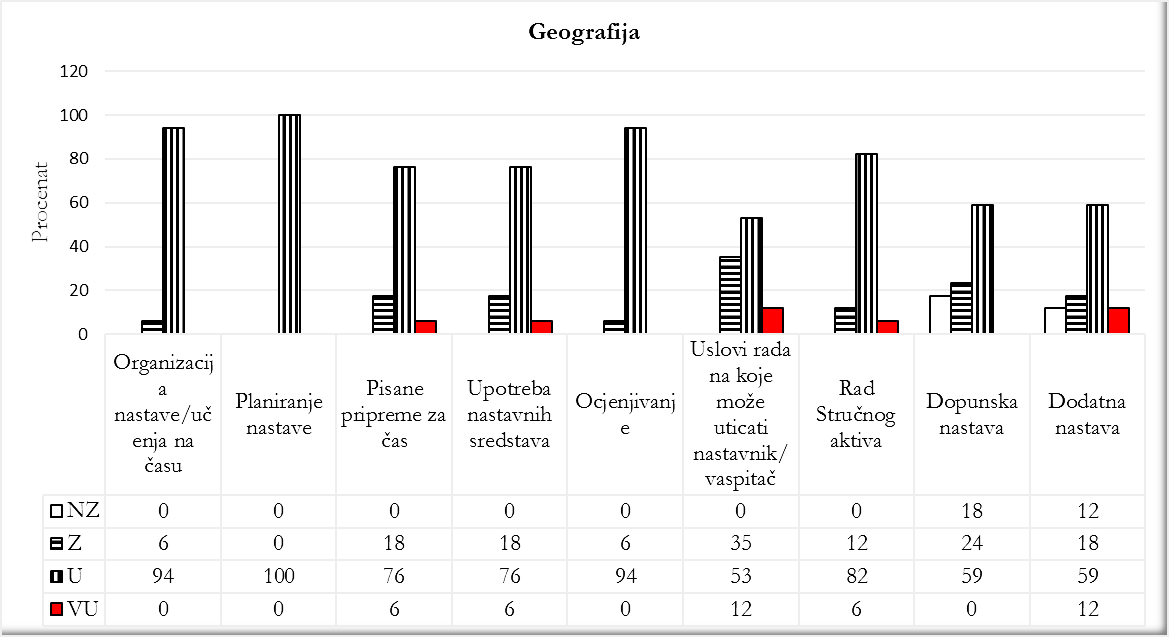 Geografija
Procenat
120
100
80
60
40
20
0
Organizacij
a
nastave/uč
enja na
času
Planiranje
nastave
Pisane
pripreme za
čas
Upotreba
nastavnih
sredstava
Ocjenjivanj
e
Uslovi rada
na koje
može
uticati
nastavnik/
vaspitač
Rad
Stručnog
aktiva
Dopunska
nastava
Dodatna
nastava
NZ 0 0 0 0 0 0 0 18 12
Z 6 0 18 18 6 35 12 24 18
U 94 100 76 76 94 53 82 59 59
VU 0 0 6 6 0 12 6 0 12